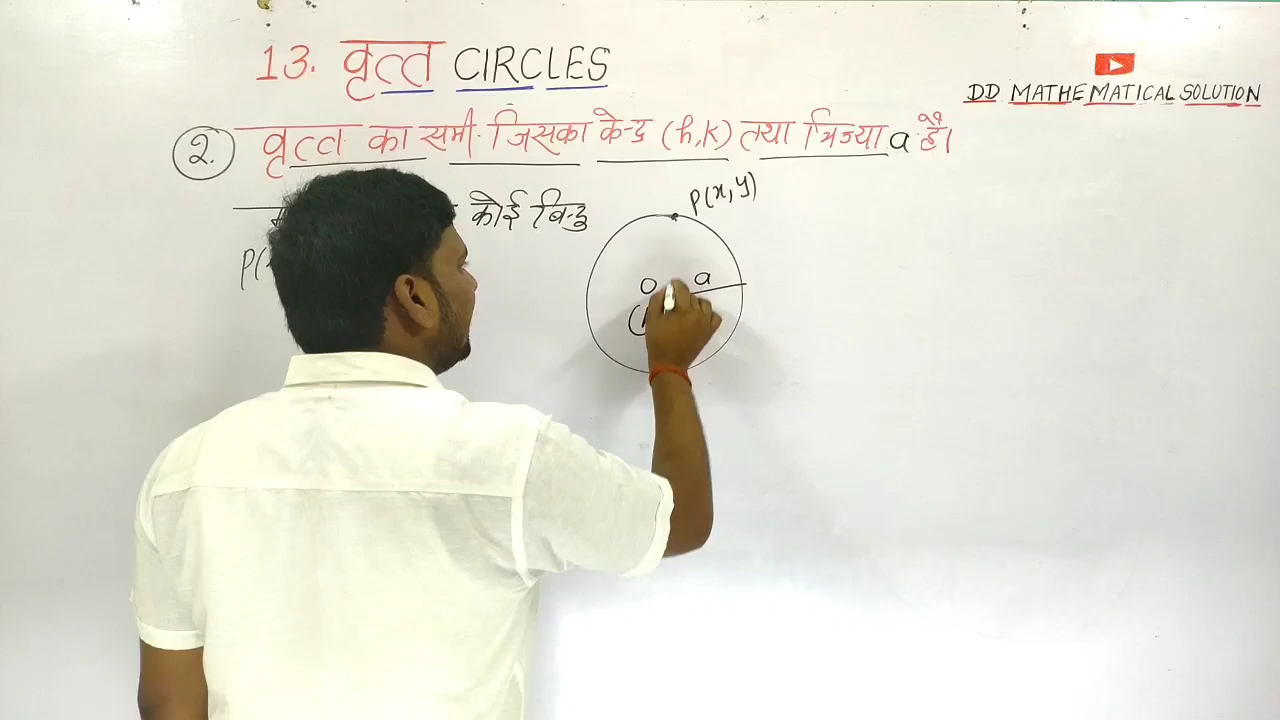 13. वृत्त CIRCLES
DD MATHEMATICAL SOLUTION
2. वृत्त का समी. जिसका केन्द्र (h,k) तथा त्रिज्या a है।
कोई बिन्दु
P(x,y)
P(
O a
(h